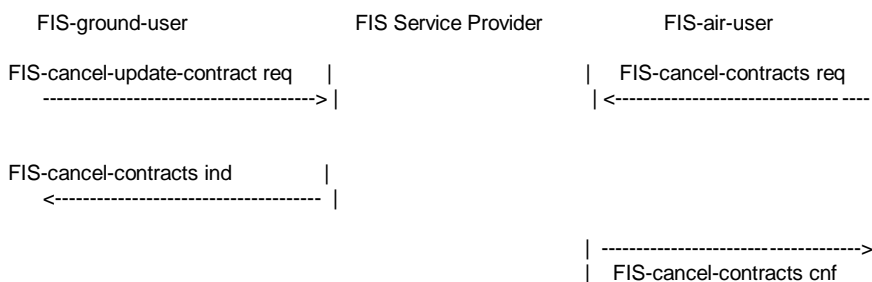 FIS-ground-user FIS Service Provider FIS-air-user
FIS-cancel-update-contract req | | FIS-cancel-contracts req
---------------------------------------> | | <-------------------------------- ----
FIS-cancel-contracts ind |
<-------------------------------------- |
| ------------------------------------->
| FIS-cancel-contracts cnf